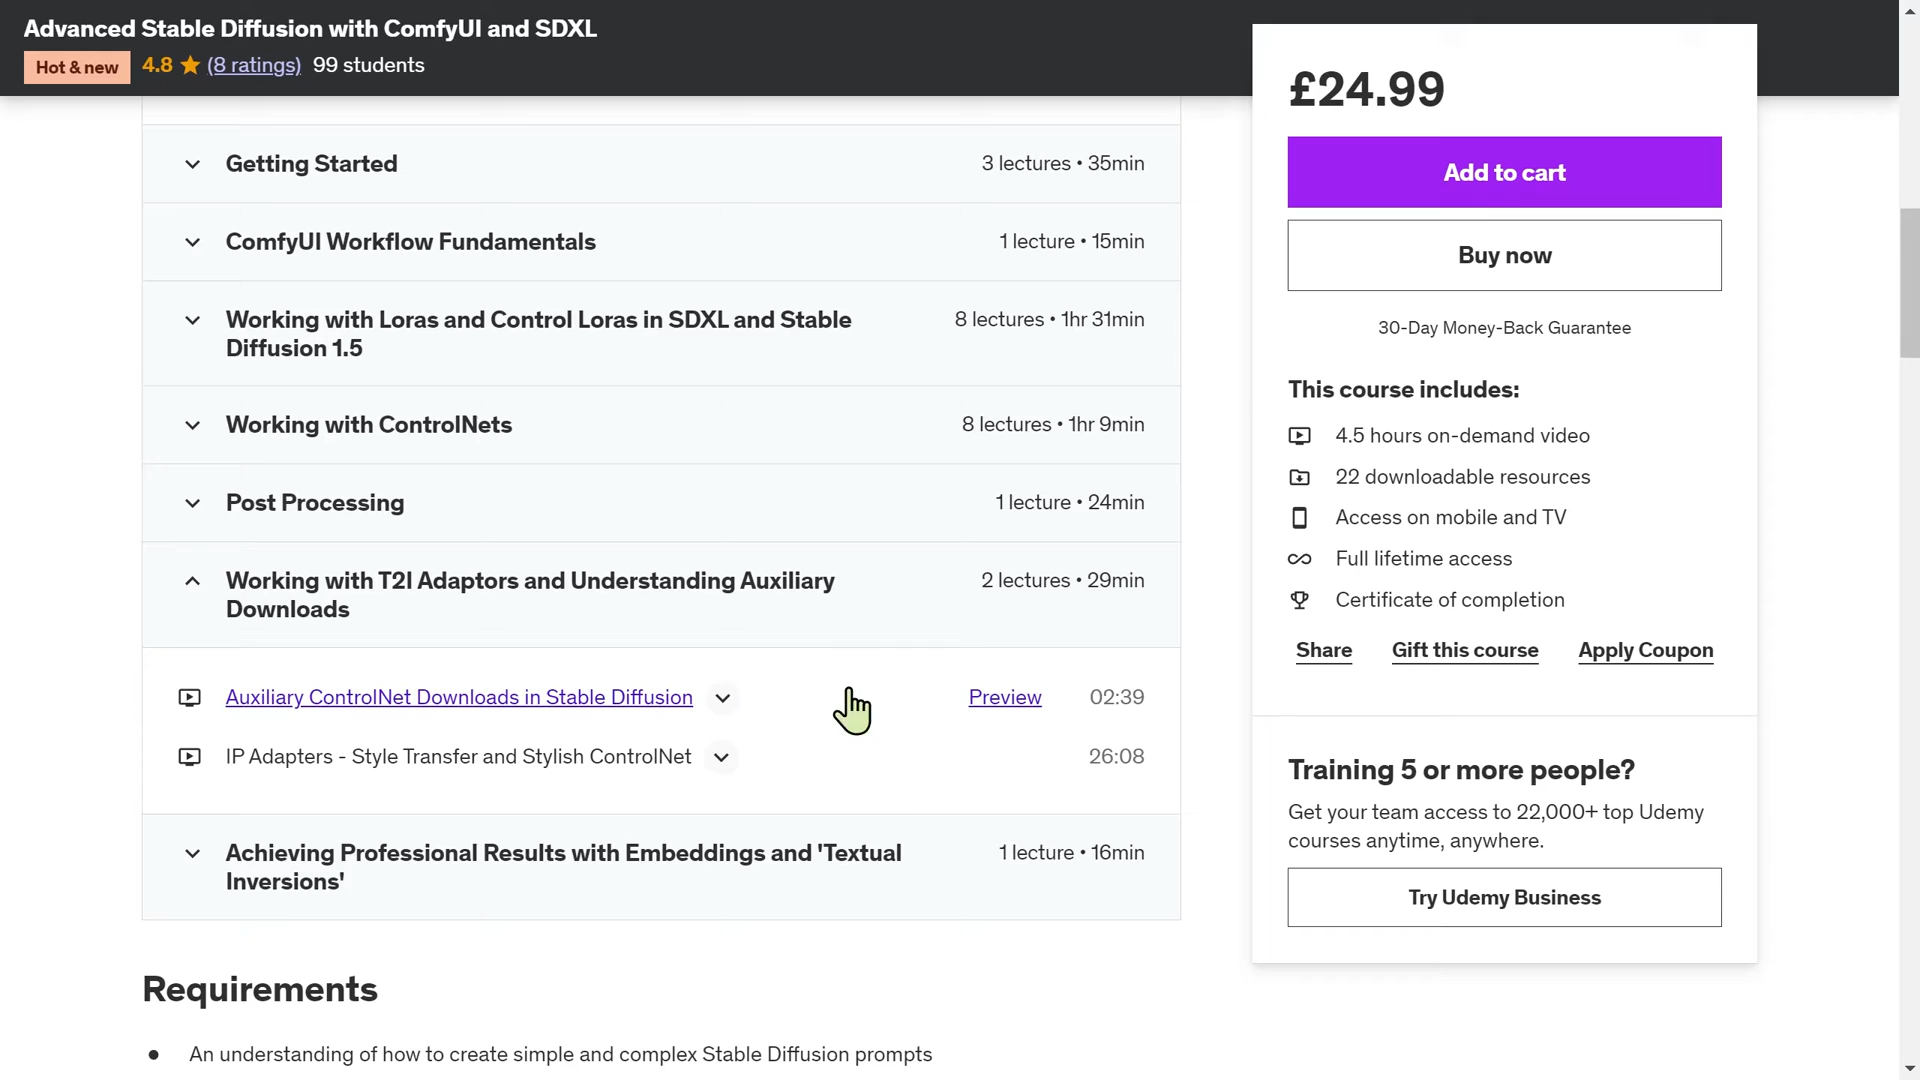 Advanced Stable Diffusion with ComfyUI and SDXL
Hot & new 4.8 (8 ratings) 99 students
Getting Started 3 lectures • 35min
ComfyUI Workflow Fundamentals 1 lecture • 15min
Working with Loras and Control Loras in SDXL and Stable 8 lectures • 1hr 31min
Diffusion 1.5
Working with ControlNets 8 lectures • 1hr 9min
Post Processing 1 lecture • 24min
Working with T2I Adaptors and Understanding Auxiliary 2 lectures • 29min
Downloads
Auxiliary ControlNet Downloads in Stable Diffusion Preview 02:39
IP Adapters - Style Transfer and Stylish ControlNet 26:08
Achieving Professional Results with Embeddings and 'Textual 1 lecture • 16min
Inversions'
Requirements
• An understanding of how to create simple and complex Stable Diffusion prompts
£24.99
Add to cart
Buy now
30-Day Money-Back Guarantee
This course includes:
4.5 hours on-demand video
22 downloadable resources
Access on mobile and TV
Full lifetime access
Certificate of completion
Share Gift this course Apply Coupon
Training 5 or more people?
Get your team access to 22,000+ top Udemy
courses anytime, anywhere.
Try Udemy Business